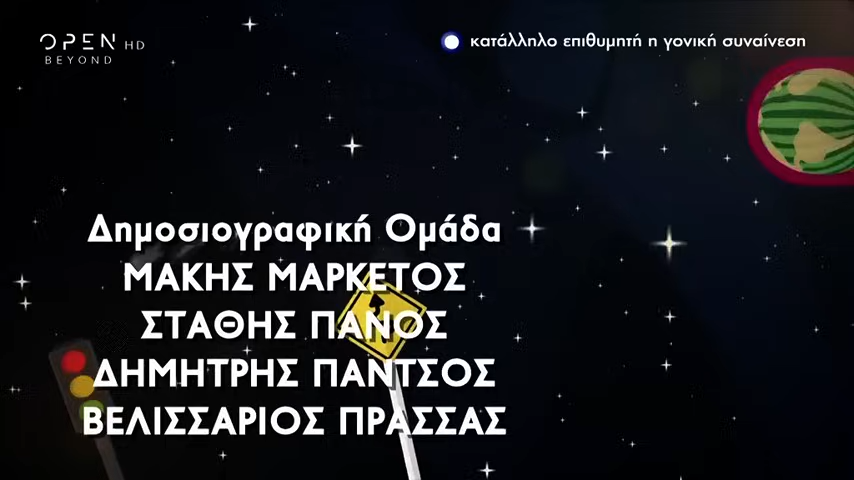 OPEN HD
BEYOND
κατάλληλο επιθυμητή η γονική συναίνεση
Δημοσιογραφική Ομάδα
ΜΑΚΗΣ ΜΑΡΚΕΤΟΣ
ΣΤΑΘΗΣ ΠΑΝΟΣ
ΔΗΜΗΤΡΗΣ ΠΑΝΤΣΟΣ
ΒΕΛΙΣΣΑΡΙΟΣ ΠΡΑΣΣΑΣ